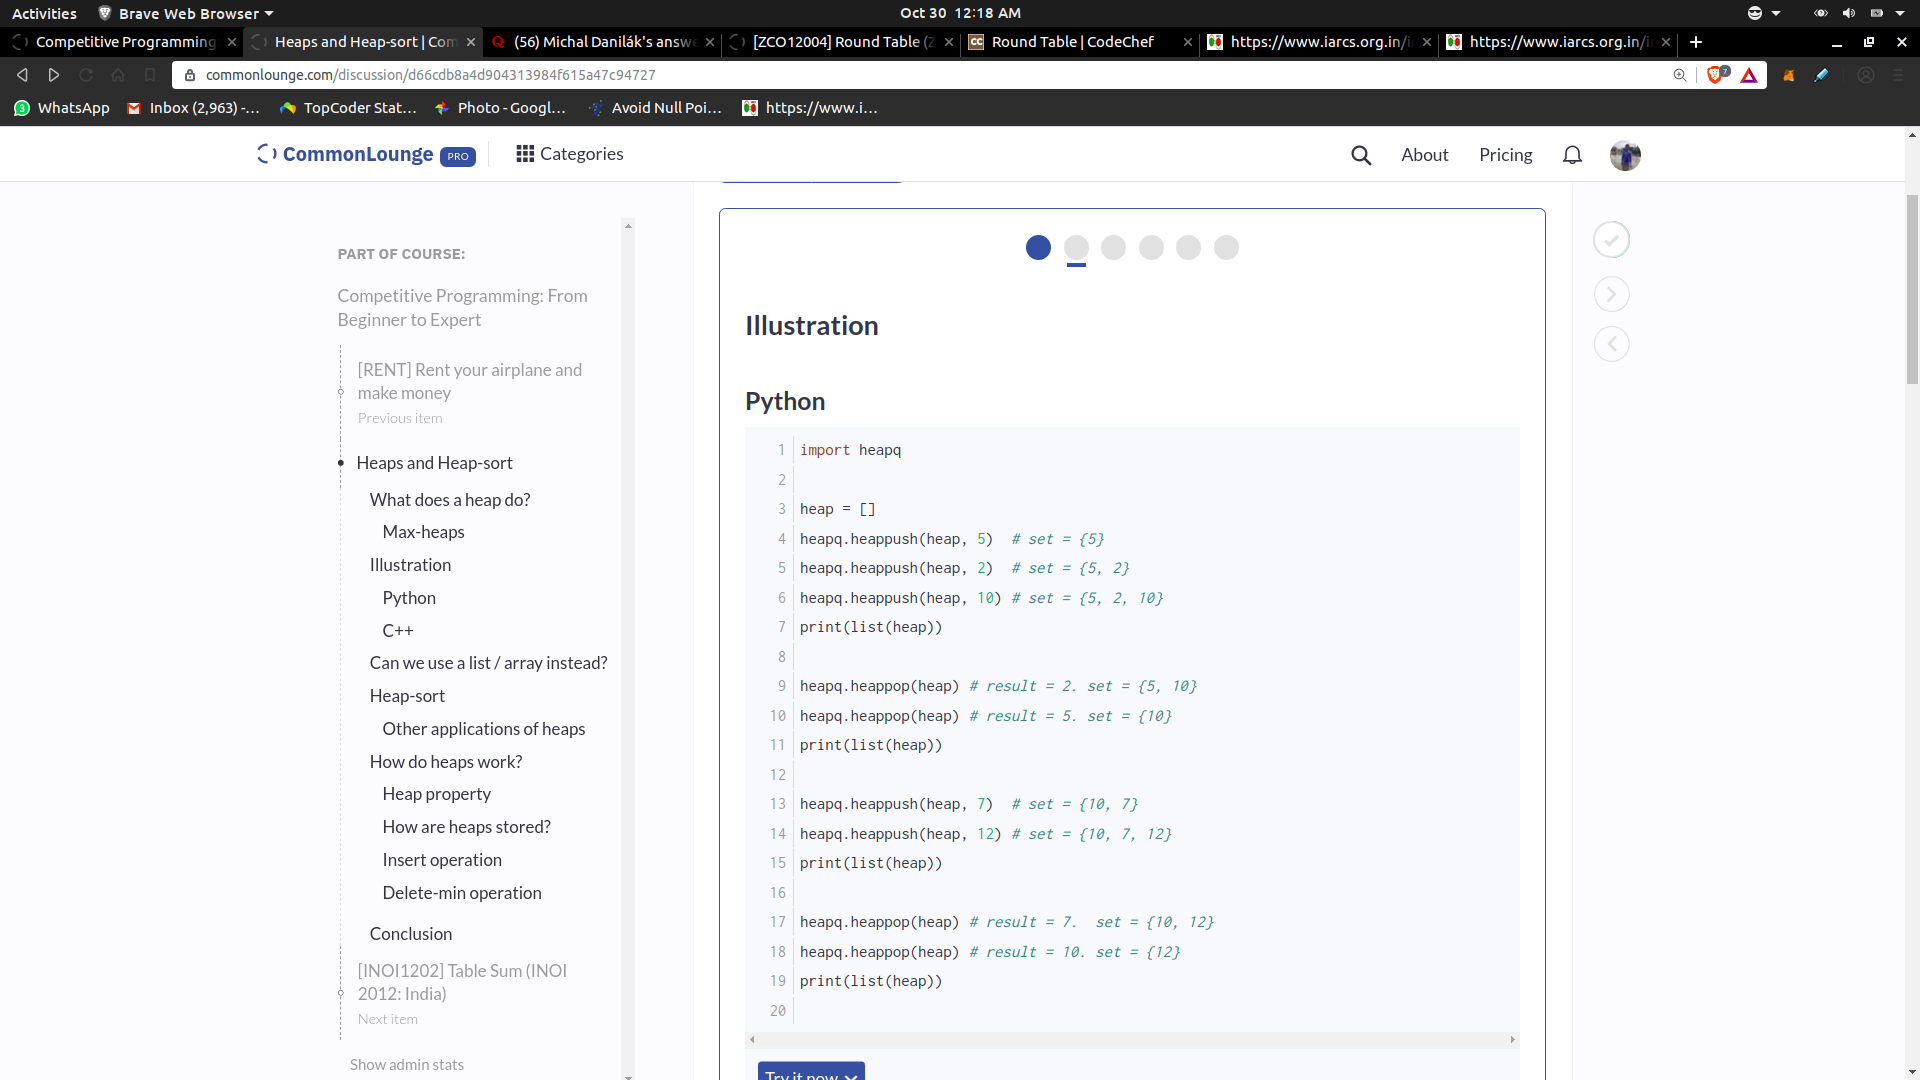 Activities
Brave Web Browser
Oct 30 12:18 AM
Competitive Programming
Heaps and Heap-sort | Com
(56) Michal Danilák's answe
[ZCO12004] Round Table (Z
Round Table | CodeChef
https://www.iarcs.org.in/i
https://www.iarcs.org.in/i
commonlounge.com/discussion/d66cdb8a4d904313984f615a47c94727
7
3
WhatsApp
Inbox (2,963) -...
TopCoder Stat...
Photo - Googl...
Avoid Null Poi...
https://www.i...
CommonLounge PRO
Categories
About
Pricing
PART OF COURSE:
Competitive Programming: From
Beginner to Expert
[RENT] Rent your airplane and
make money
Previous item
Heaps and Heap-sort
What does a heap do?
Max-heaps
Illustration
Python
C++
Can we use a list / array instead?
Heap-sort
Other applications of heaps
How do heaps work?
Heap property
How are heaps stored?
Insert operation
Delete-min operation
Conclusion
[INOI1202] Table Sum (INOI
2012: India)
Next item
Show admin stats
Illustration
Python
1 import heapq
2
3 heap = []
4 heapq.heappush(heap, 5)  # set = {5}
5 heapq.heappush(heap, 2)  # set = {5, 2}
6 heapq.heappush(heap, 10) # set = {5, 2, 10}
7 print(list(heap))
8
9 heapq.heappop(heap) # result = 2. set = {5, 10}
10 heapq.heappop(heap) # result = 5. set = {10}
11 print(list(heap))
12
13 heapq.heappush(heap, 7)  # set = {10, 7}
14 heapq.heappush(heap, 12) # set = {10, 7, 12}
15 print(list(heap))
16
17 heapq.heappop(heap) # result = 7.  set = {10, 12}
18 heapq.heappop(heap) # result = 10. set = {12}
19 print(list(heap))
20
Try it now